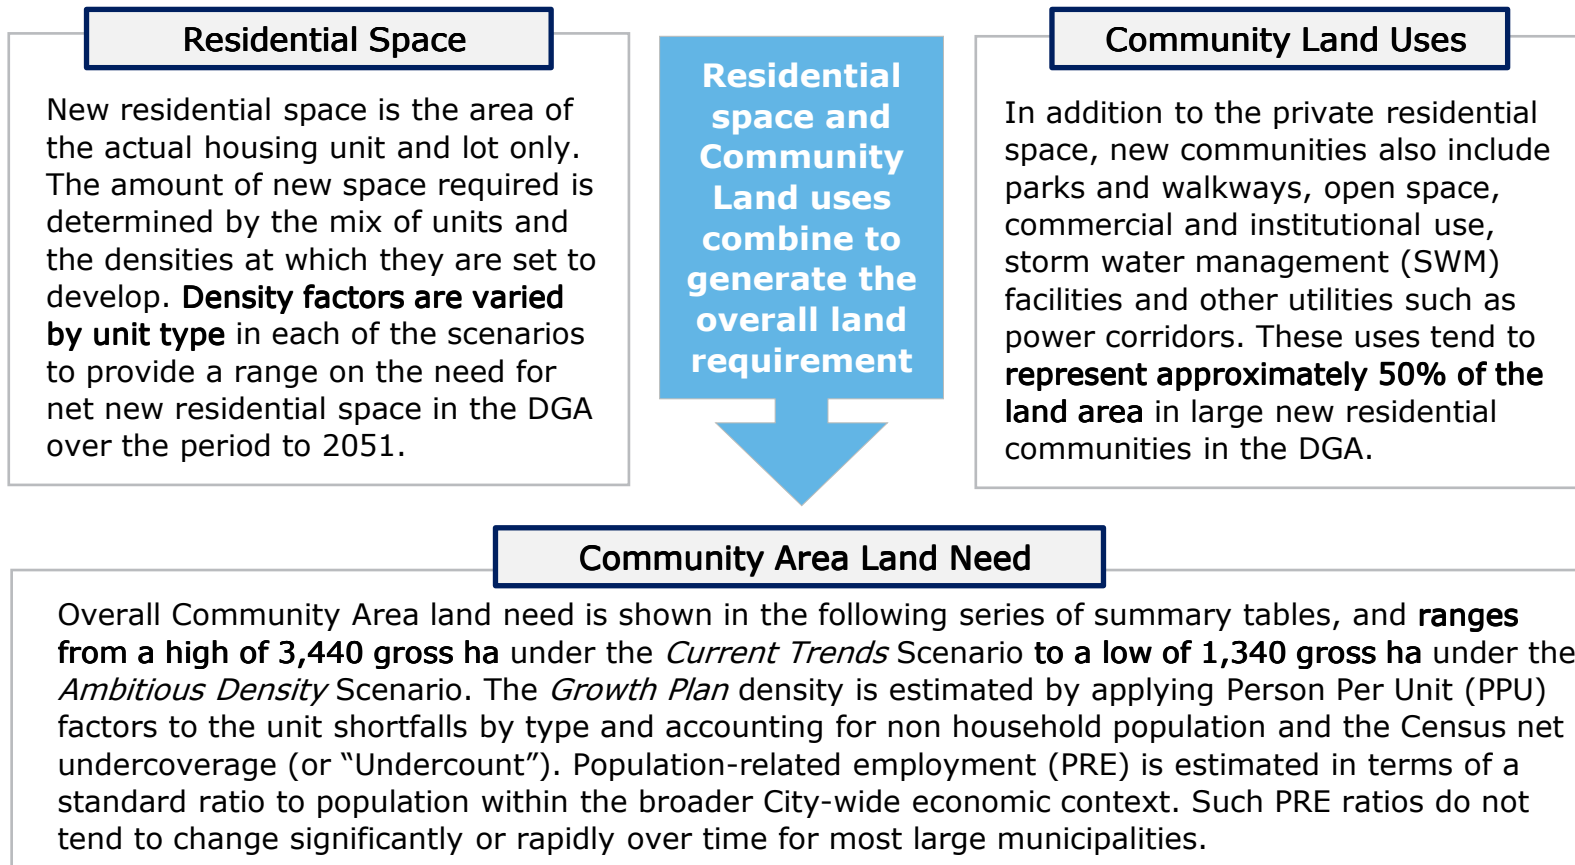 Residential Space
New residential space is the area of
the actual housing unit and lot only.
The amount of new space required is
determined by the mix of units and
the densities at which they are set to
develop. Density factors are varied
by unit type in each of the scenarios
to provide a range on the need for
net new residential space in the DGA
over the period to 2051.
Residential
space and
Community
Land uses
combine to
generate the
overall land
requirement
Community Land Uses
In addition to the private residential
space, new communities also include
parks and walkways, open space,
commercial and institutional use,
storm water management (SWM)
facilities and other utilities such as
power corridors. These uses tend to
represent approximately 50% of the
land area in large new residential
communities in the DGA.
Community Area Land Need
Overall Community Area land need is shown in the following series of summary tables, and ranges
from a high of 3,440 gross ha under the Current Trends Scenario to a low of 1,340 gross ha under the
Ambitious Density Scenario. The Growth Plan density is estimated by applying Person Per Unit (PPU)
factors to the unit shortfalls by type and accounting for non household population and the Census net
undercoverage (or “Undercount”). Population-related employment (PRE) is estimated in terms of a
standard ratio to population within the broader City-wide economic context. Such PRE ratios do not
tend to change significantly or rapidly over time for most large municipalities.